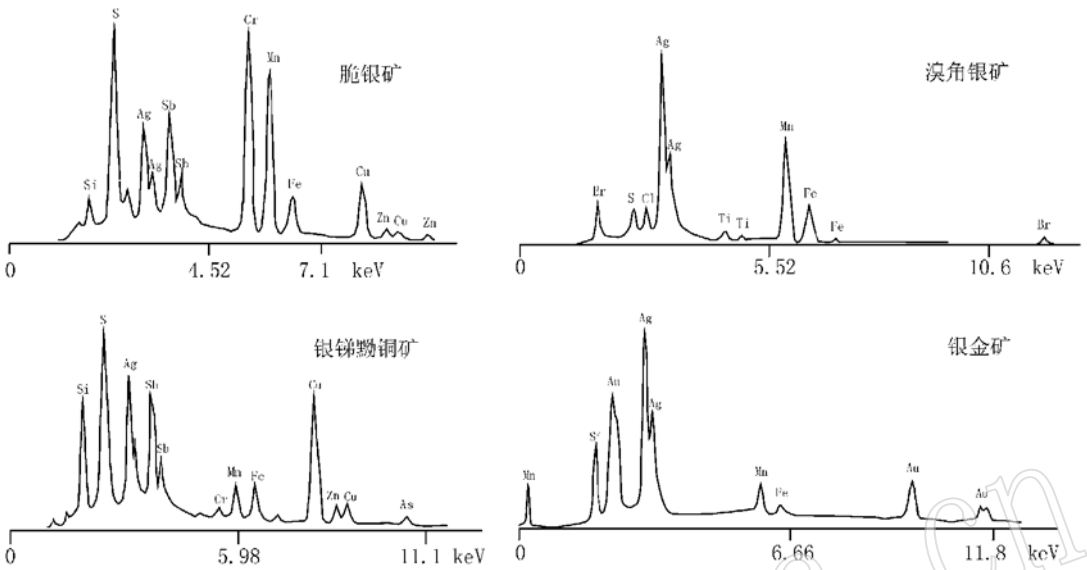 S
Cr
Mn
脆银矿
Ag
Sb
Ag
Sb
Si
Fe
Cu
Zn
Cu
Zn
0
4.52
7.1
keV
Ag
溴角银矿
Mn
Ag
Br
S
Cl
Ti
Ti
Fe
Fe
Br
0
5.52
10.6
keV
S
银锑黝铜矿
Ag
Sb
Si
Cu
Sb
Mn
Fe
Cr
Zn
Cu
As
0
5.98
11.1 keV
Ag
银金矿
Au
Ag
Mn
Mn
Fe
Au
Au
0
6.66
11.8
keV